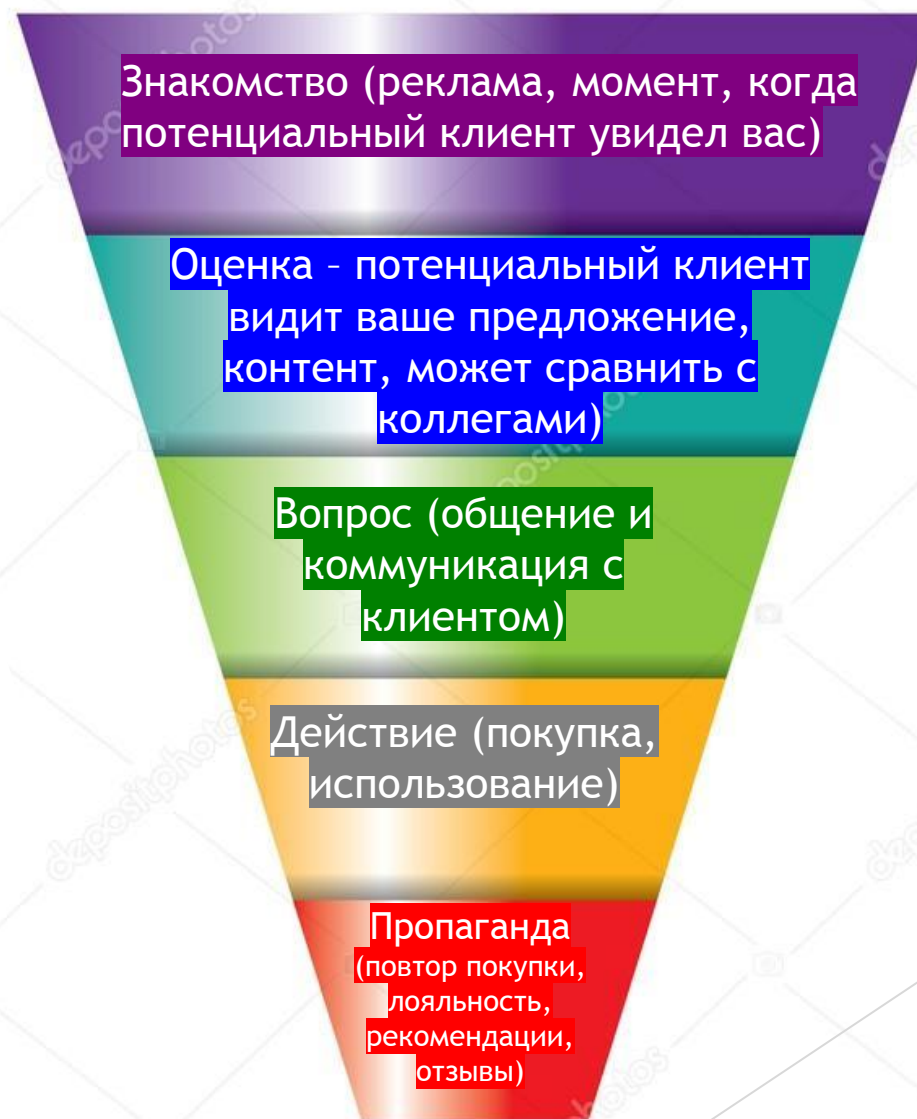 Знакомство (реклама, момент, когда
потенциальный клиент увидел вас)
Оценка – потенциальный клиент
видит ваше предложение,
контент, может сравнить с
коллегами)
Вопрос (общение и
коммуникация с
клиентом)
Действие (покупка,
использование)
Пропаганда
(повтор покупки,
лояльность,
рекомендации,
отзывы)
depositphotos